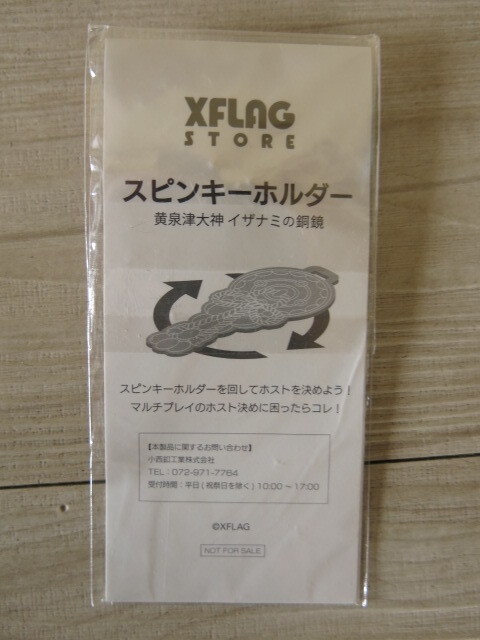 XFLAG
STORE
スピンキーホルダー
黄泉津大神 イザナミの銅鏡
スピンキーホルダーを回してホストを決めよう!
マルチプレイのホスト決めに困ったらコレ!
【本製品に関するお問い合わせ】
小西釦工業株式会社
TEL:072-971-7764
受付時間:平日(祝祭日を除く)10:00~17:00
©XFLAG
NOT FOR SALE